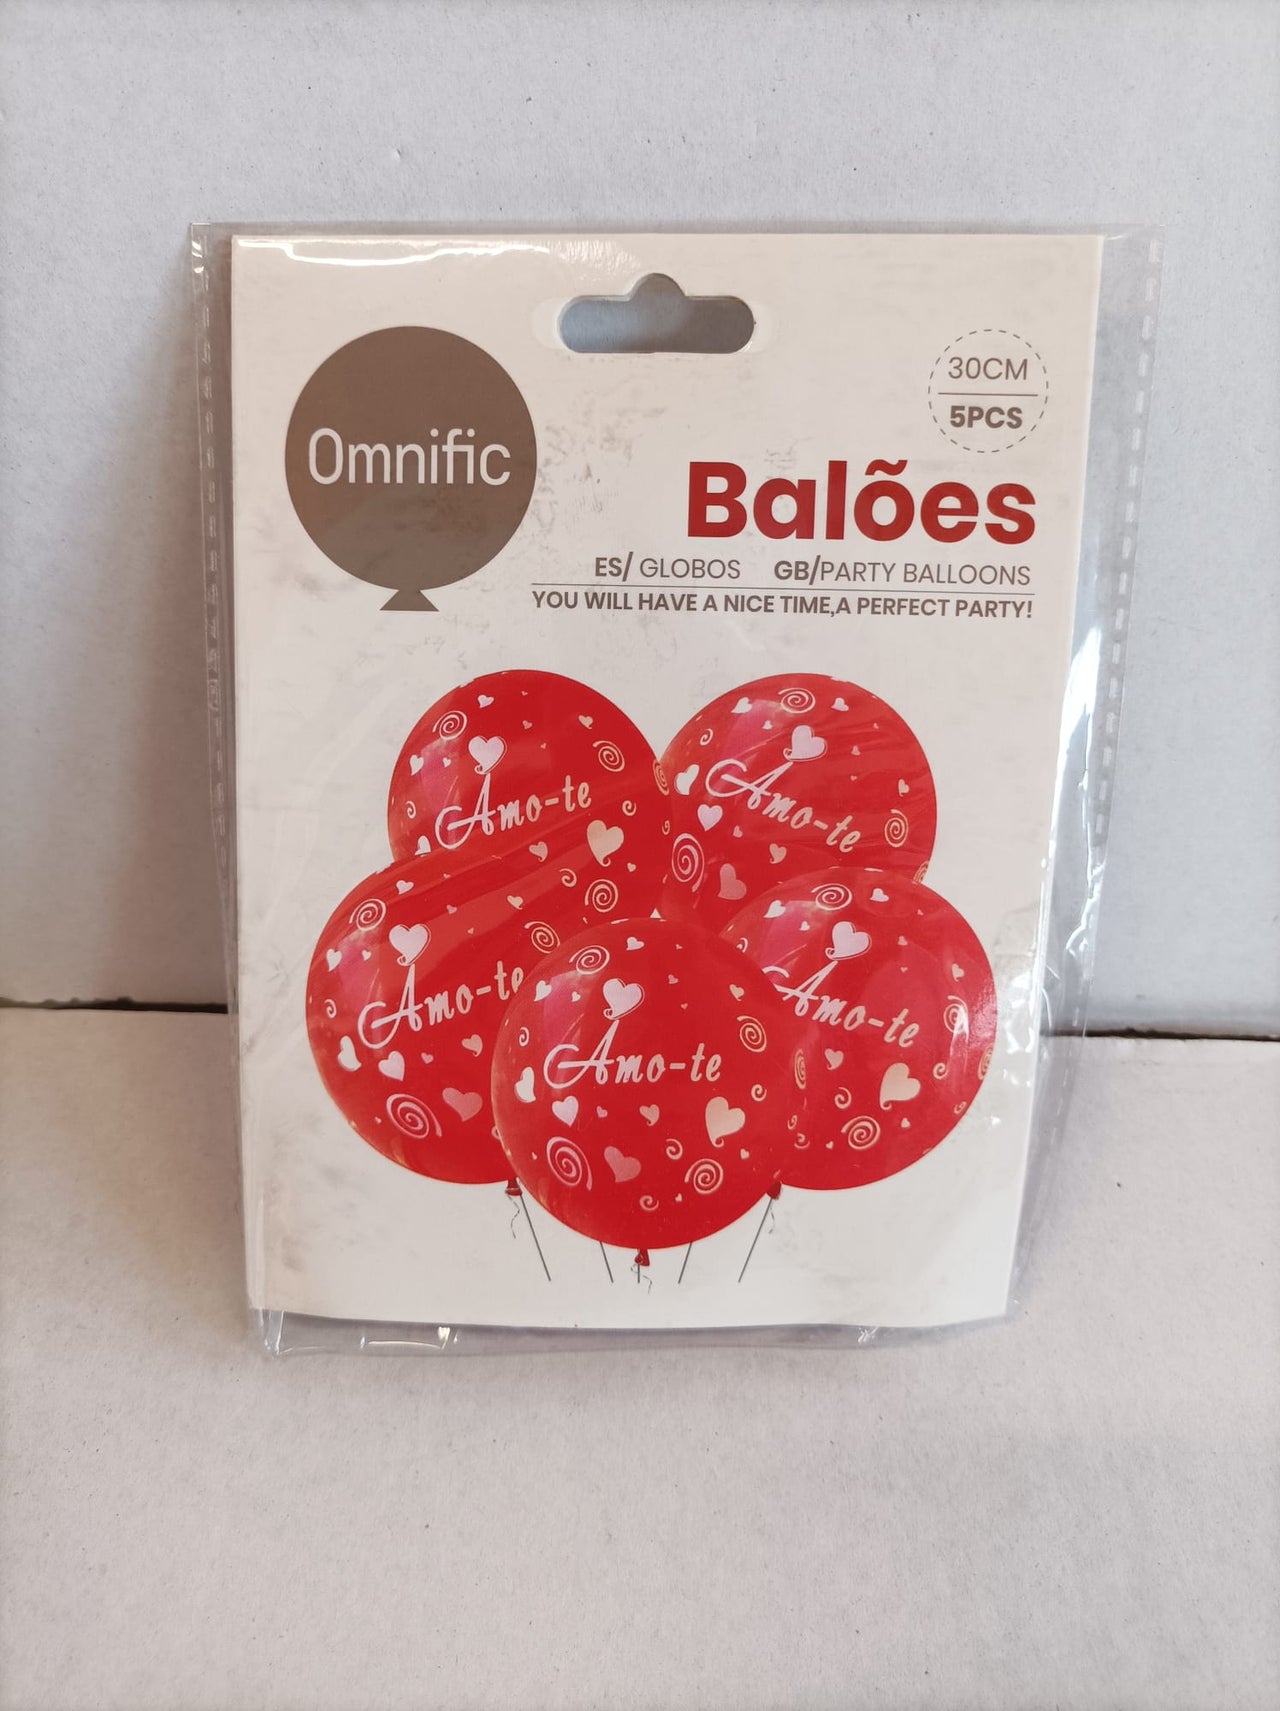 Omnific
30CM
5PCS
Balões
ES/ GLOBOS GB/PARTY BALLOONS
YOU WILL HAVE A NICE TIME,A PERFECT PARTY!
Amo-te
Amo-te
Amo-te
Amo-te
Amo-te